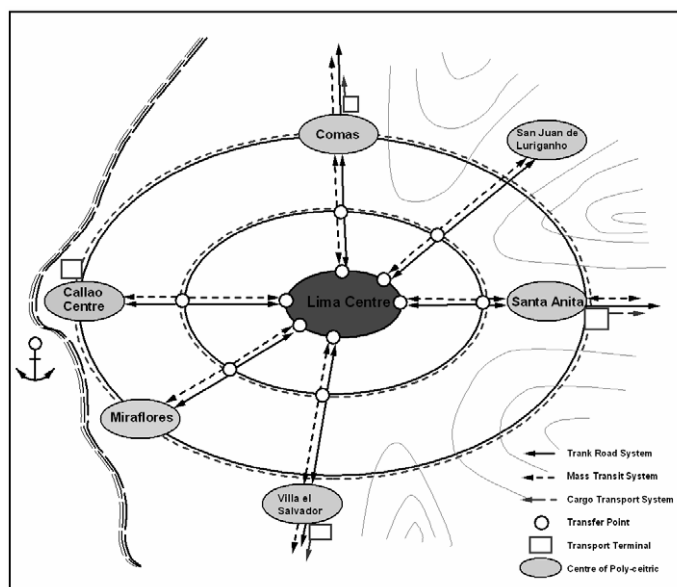 Comas
San Juan de
Luriganho
Callao
Centre
Lima Centre
Santa Anita
Miraflores
Villa el
Salvador
Trank Road System
Mass Transit System
Cargo Transport System
Transfer Point
Transport Terminal
Centre of Poly-ceitric